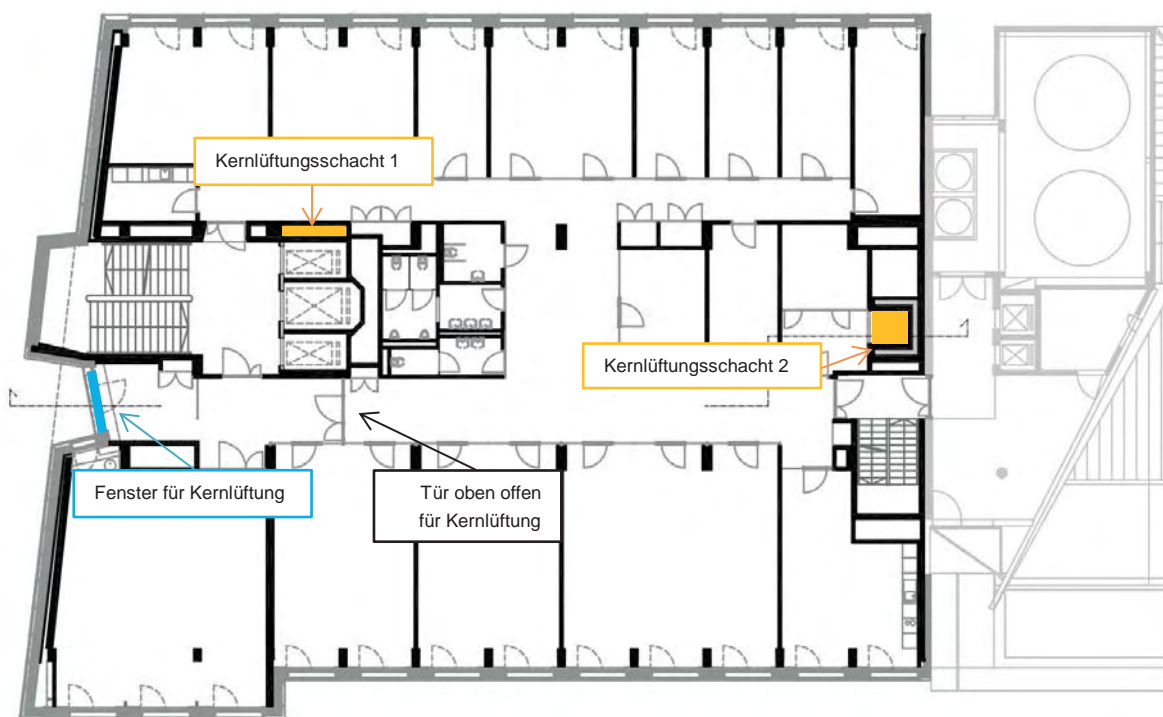 Kernlüftungsschacht 1
Kernlüftungsschacht 2
Fenster für Kernlüftung
Tür oben offen
für Kernlüftung